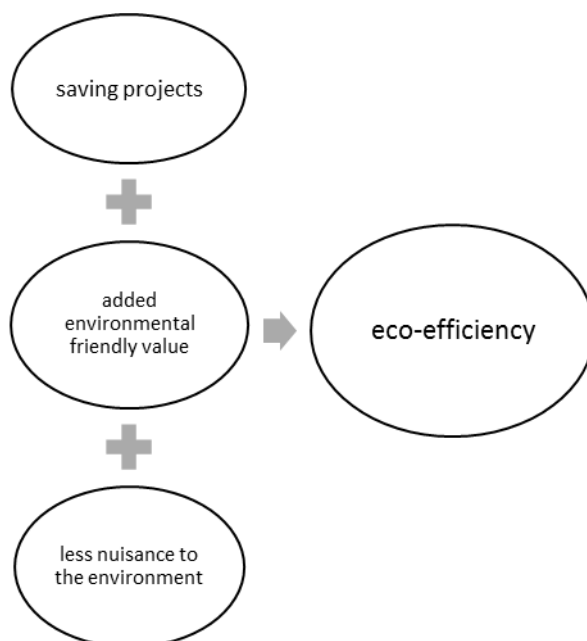 saving projects
added
environmental
friendly value
eco-efficiency
less nuisance to
the environment